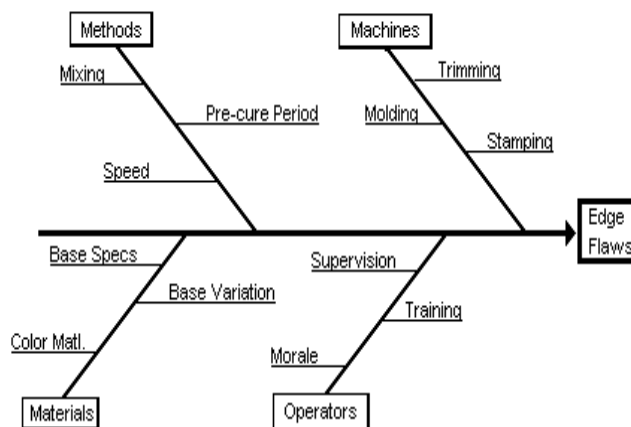 Methods
Machines
Mixing
Trimming
Pre-cure Period
Molding
Stamping
Speed
Edge
Flaws
Base Specs
Supervision
Base Variation
Training
Color Matl.
Morale
Materials
Operators